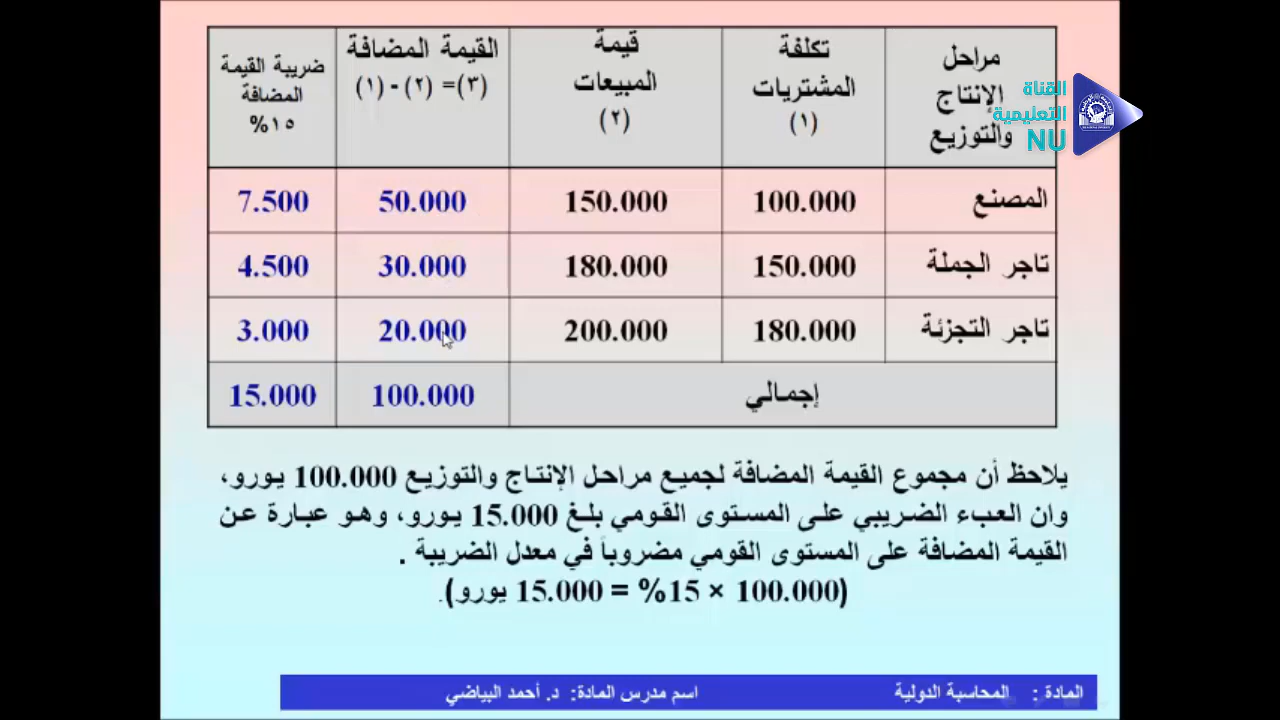 مراحل الإنتاج والتوزيع
تكلفة المشتريات (١)
قيمة المبيعات (٢)
القيمة المضافة (٣)= (٢) - (١)
ضريبة القيمة المضافة ١٥%
المصنع 100.000 150.000 50.000 7.500
تاجر الجملة 150.000 180.000 30.000 4.500
تاجر التجزئة 180.000 200.000 20.000 3.000
إجمالي 100.000 15.000
يلاحظ أن مجموع القيمة المضافة لجميع مراحل الإنتاج والتوزيع 100.000 يورو،
وان العبء الضريبي على المستوى القومي بلغ 15.000 يورو، وهو عبارة عن
القيمة المضافة على المستوى القومي مضروباً في معدل الضريبة .
(100.000 × 15% = 15.000 يورو).
المادة : المحاسبة الدولية اسم مدرس المادة: د. أحمد البياضي
القناة
التعليمية
NU